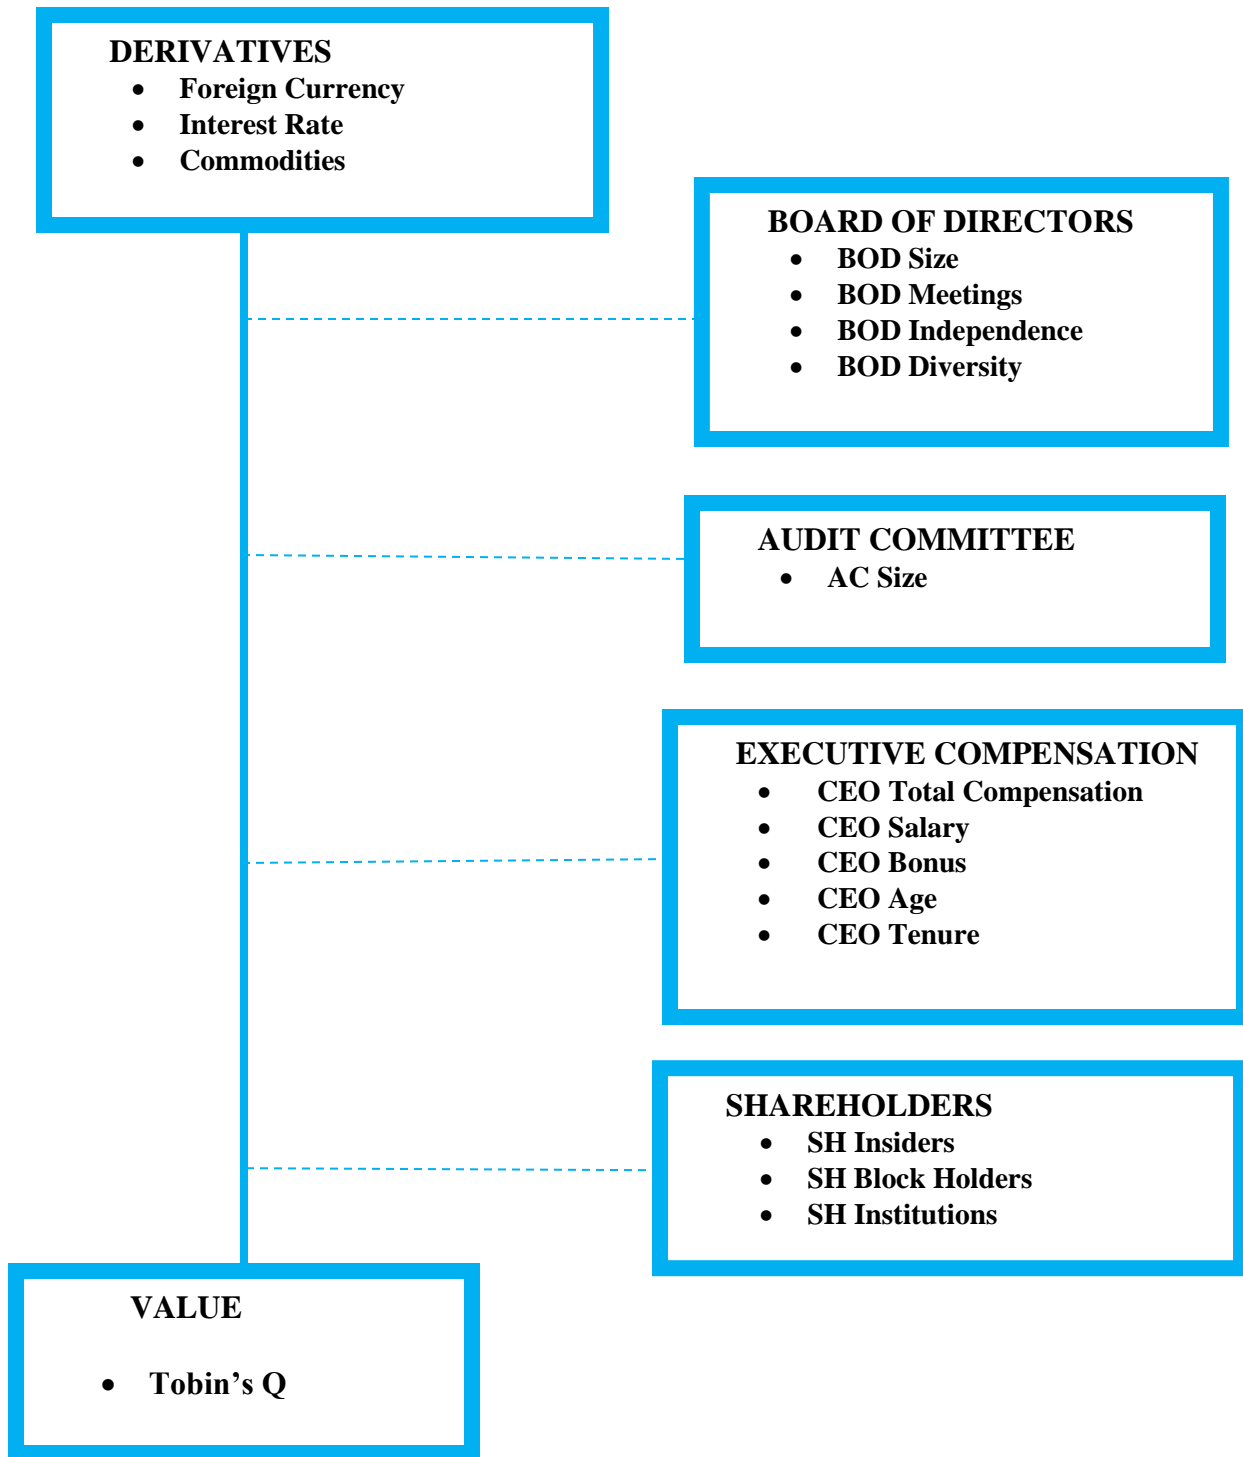 DERIVATIVES
• Foreign Currency
• Interest Rate
• Commodities
BOARD OF DIRECTORS
• BOD Size
• BOD Meetings
• BOD Independence
• BOD Diversity
AUDIT COMMITTEE
• AC Size
EXECUTIVE COMPENSATION
• CEO Total Compensation
• CEO Salary
• CEO Bonus
• CEO Age
• CEO Tenure
SHAREHOLDERS
• SH Insiders
• SH Block Holders
• SH Institutions
VALUE
• Tobin’s Q